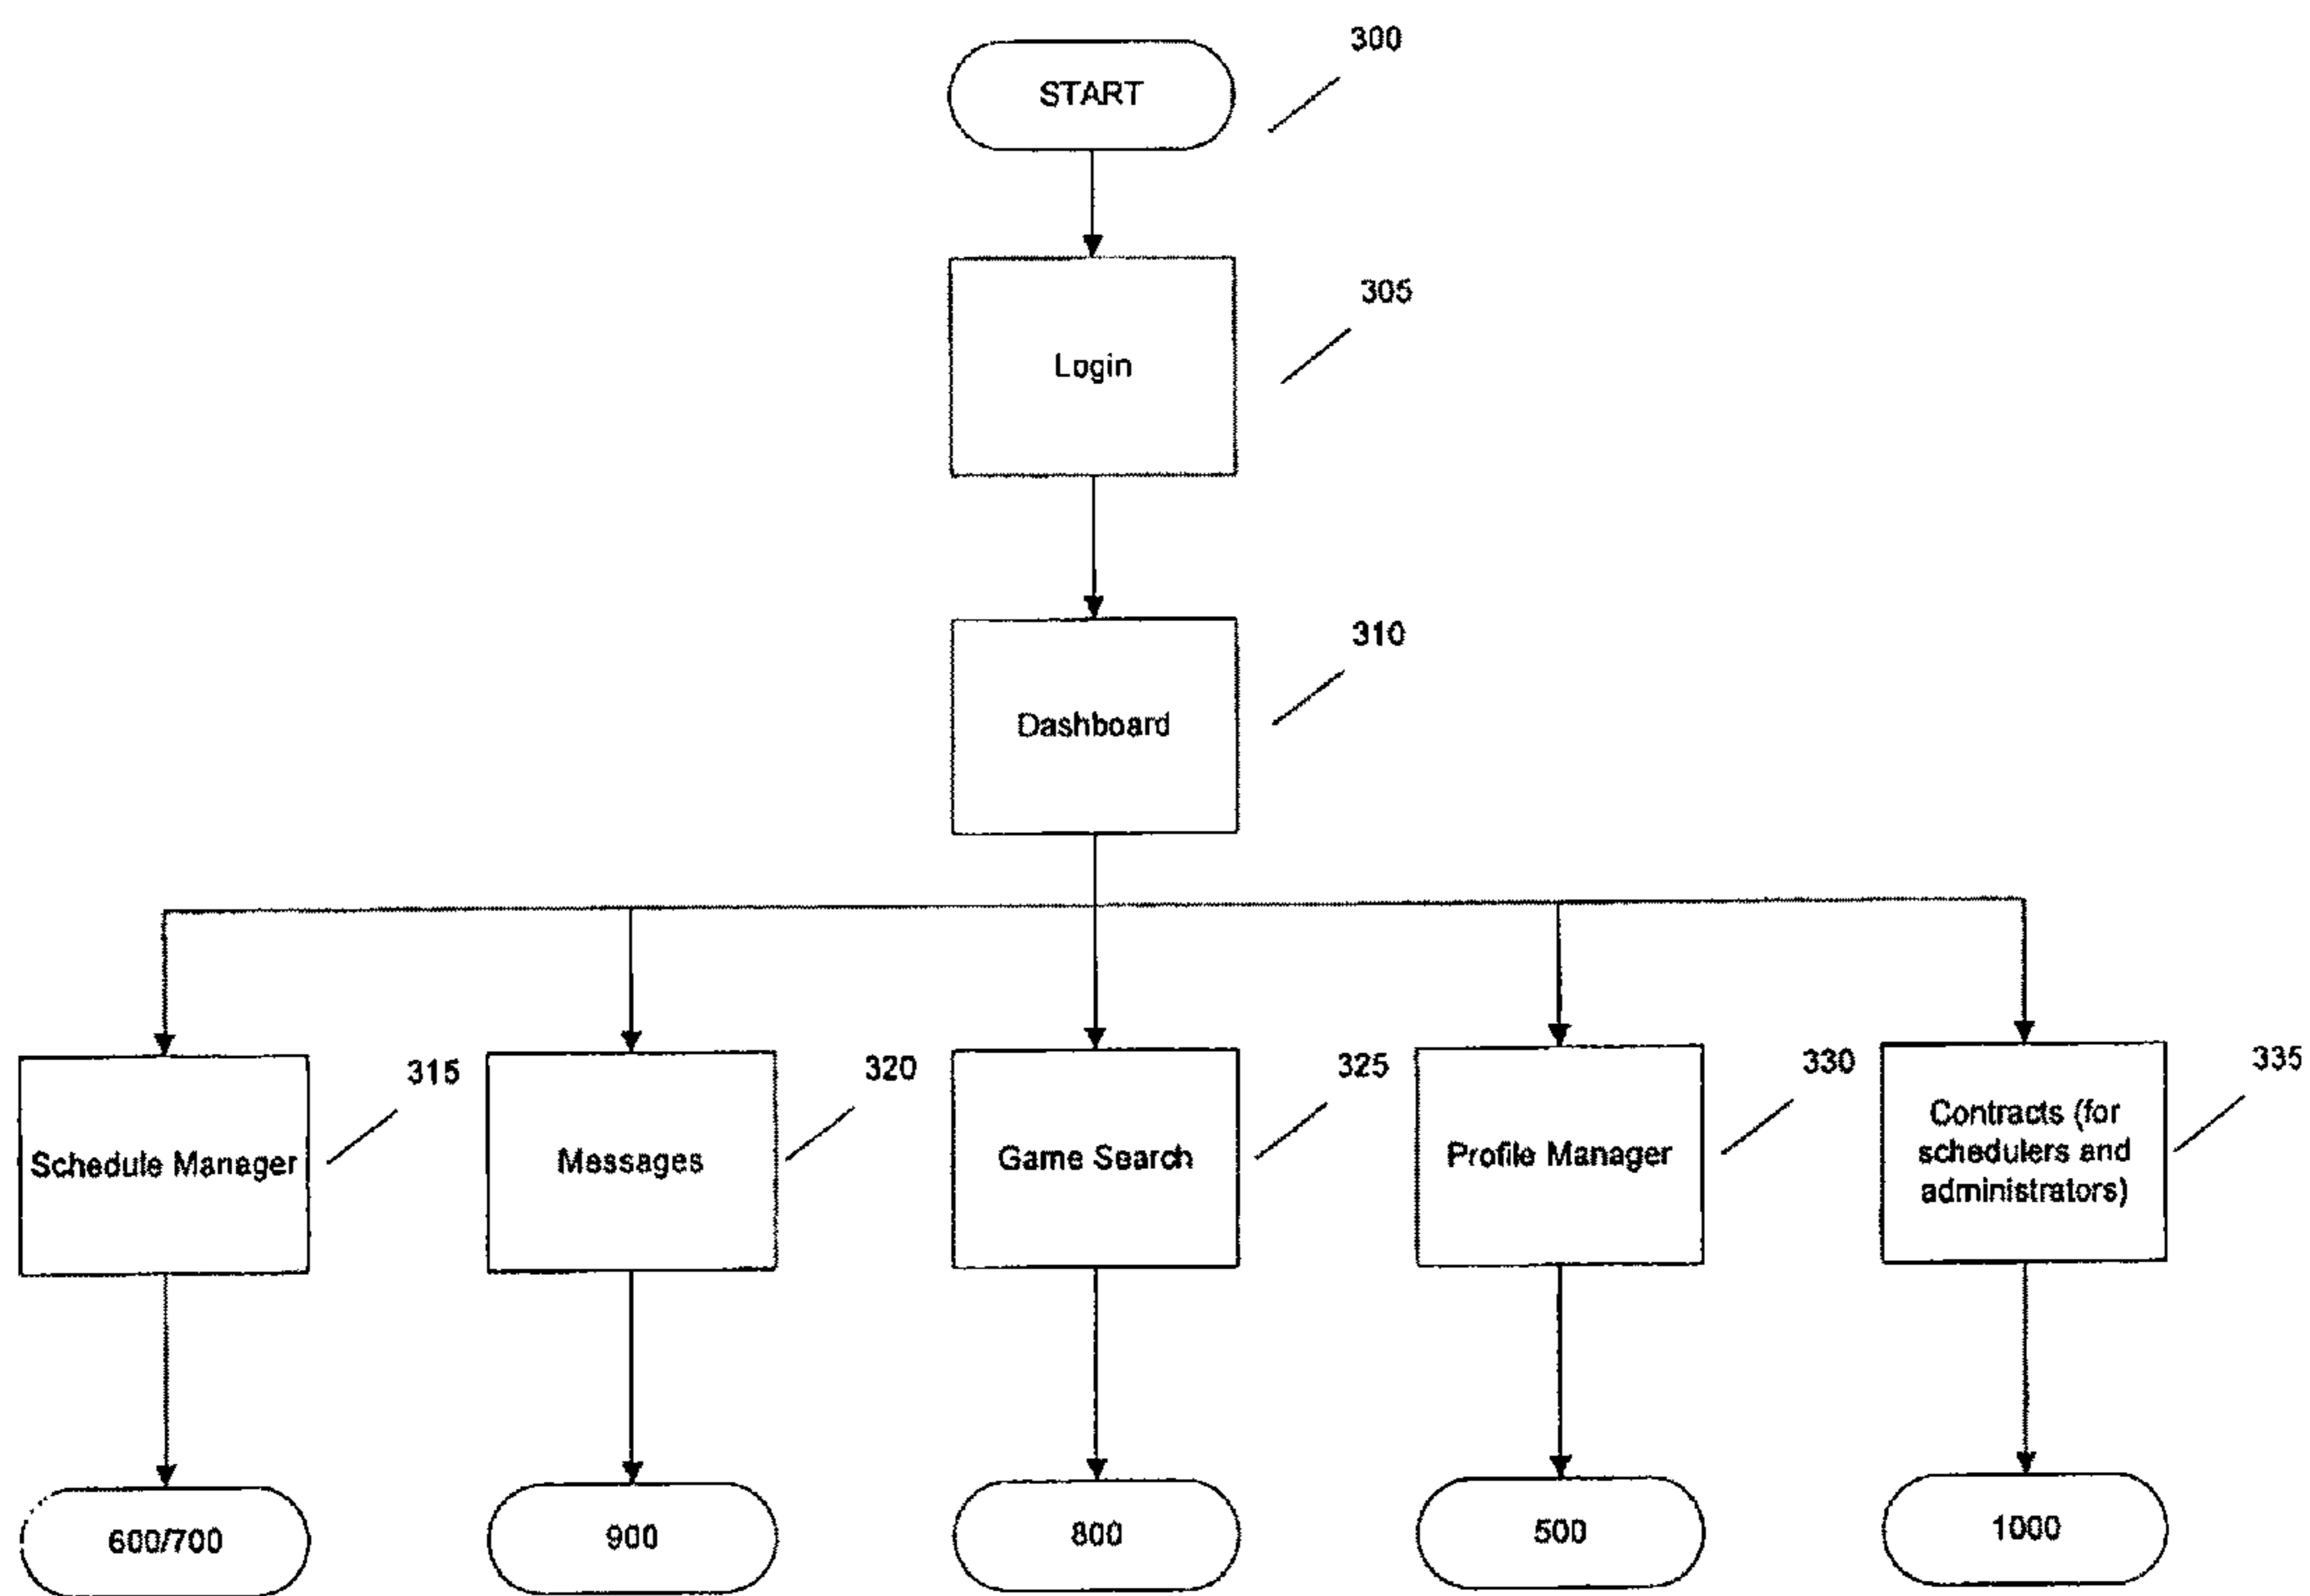 300
START
305
Login
310
Dashboard
315
320
325
330
335
Schedule Manager
Messages
Game Search
Profile Manager
Contracts (for
schedulers and
administrators)
600/700
900
800
500
1000